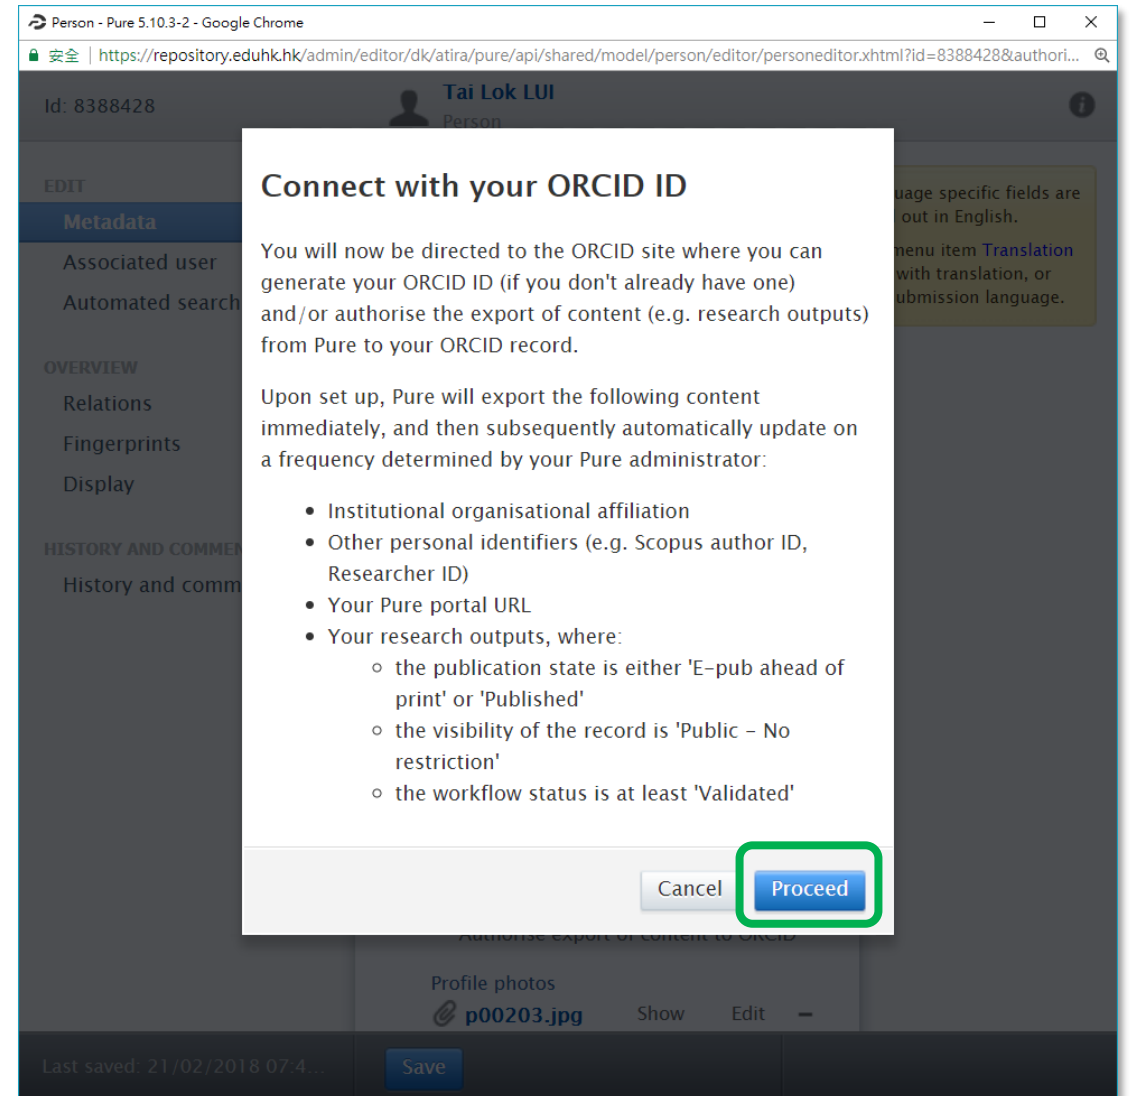 Person - Pure 5.10.3-2 - Google Chrome
安全 | https://repository.eduhk.hk/admin/editor/dk/atira/pure/api/shared/model/person/editor/personeditor.xhtml?id=8388428&authori...
Id: 8388428
Tai Lok LUI
Person
EDIT
Metadata
Associated user
Automated search
OVERVIEW
Relations
Fingerprints
Display
HISTORY AND COMMEN
History and comm
Connect with your ORCID ID
You will now be directed to the ORCID site where you can
generate your ORCID ID (if you don't already have one)
and/or authorise the export of content (e.g. research outputs)
from Pure to your ORCID record.
Upon set up, Pure will export the following content
immediately, and then subsequently automatically update on
a frequency determined by your Pure administrator:
• Institutional organisational affiliation
• Other personal identifiers (e.g. Scopus author ID,
Researcher ID)
• Your Pure portal URL
• Your research outputs, where:
◦ the publication state is either 'E-pub ahead of
print' or 'Published'
◦ the visibility of the record is 'Public – No
restriction'
◦ the workflow status is at least 'Validated'
Cancel Proceed
uage specific fields are
out in English.
menu item Translation
with translation, or
ubmission language.
Authorise export of content to ORCID
Profile photos
p00203.jpg Show Edit –
Last saved: 21/02/2018 07:4...
Save